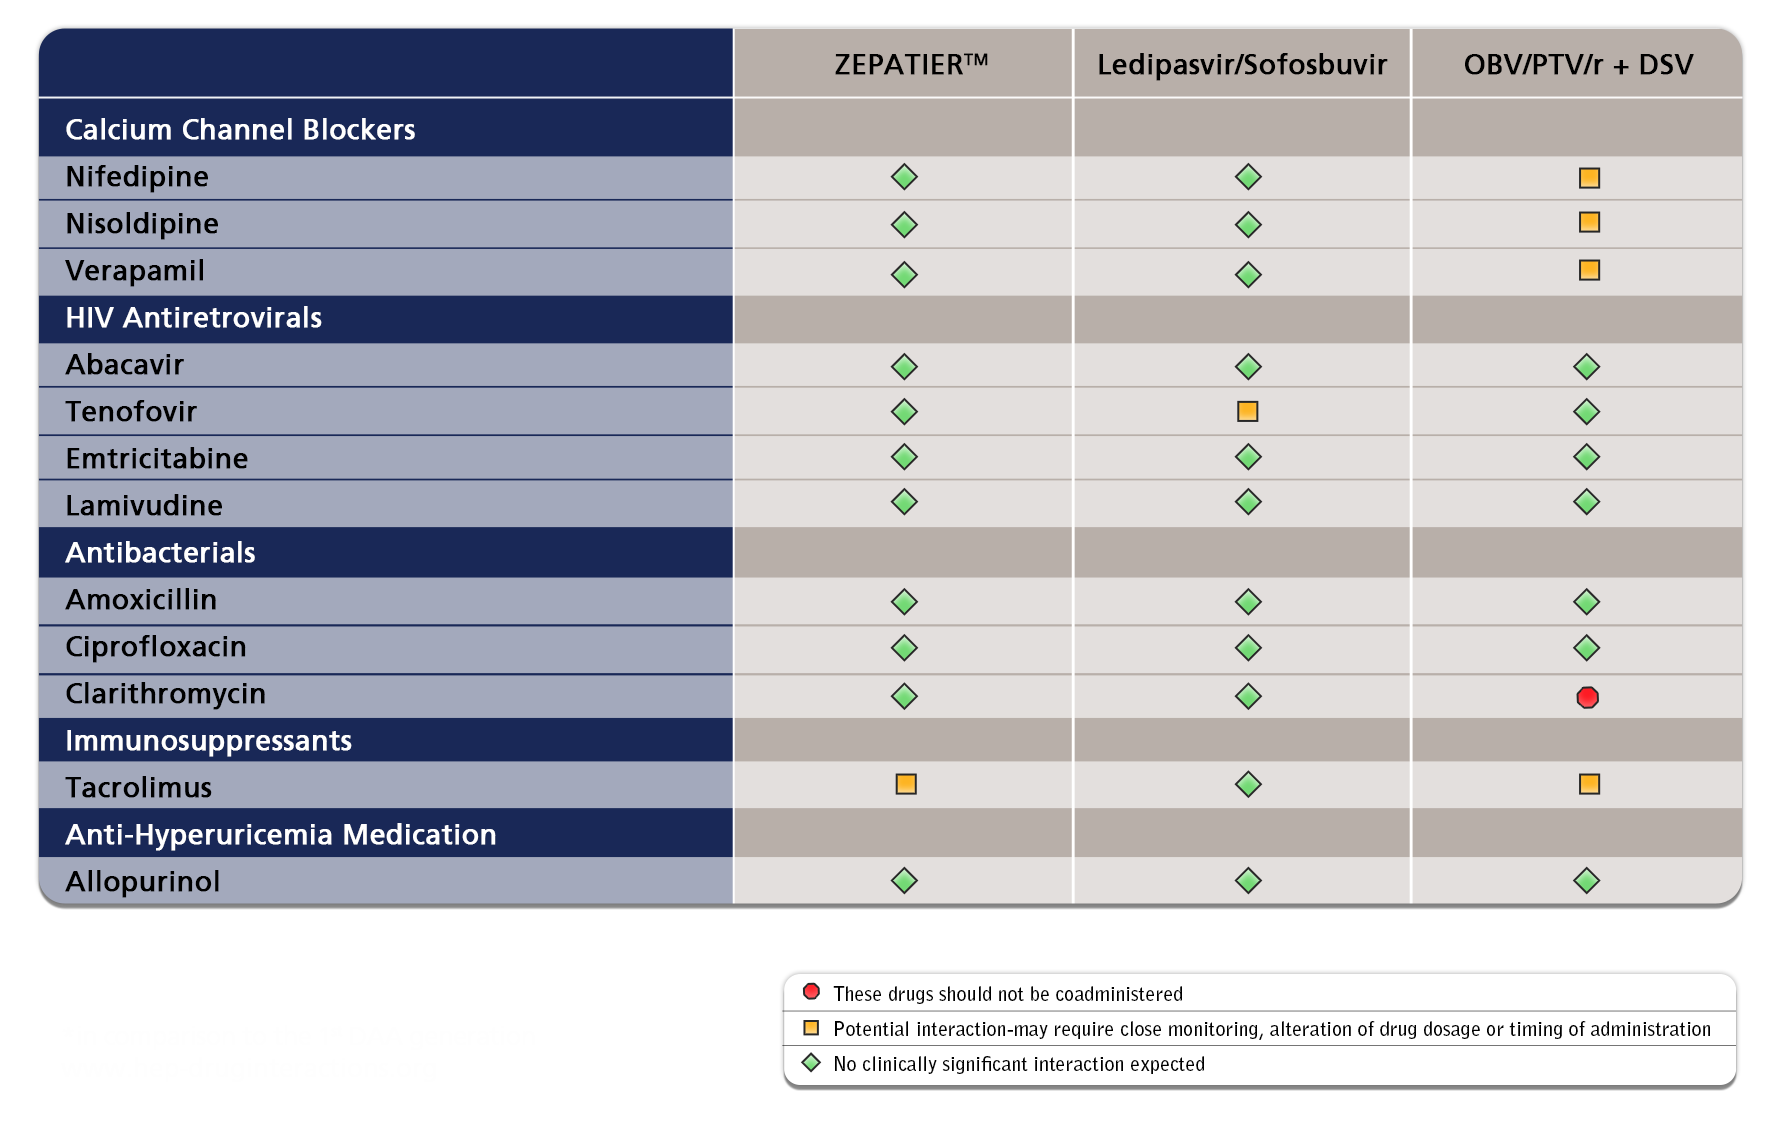 ZEPATIER™ Ledipasvir/Sofosbuvir OBV/PTV/r + DSV
Calcium Channel Blockers
Nifedipine
Nisoldipine
Verapamil
HIV Antiretrovirals
Abacavir
Tenofovir
Emtricitabine
Lamivudine
Antibacterials
Amoxicillin
Ciprofloxacin
Clarithromycin
Immunosuppressants
Tacrolimus
Anti-Hyperuricemia Medication
Allopurinol
These drugs should not be coadministered
Potential interaction-may require close monitoring, alteration of drug dosage or timing of administration
No clinically significant interaction expected